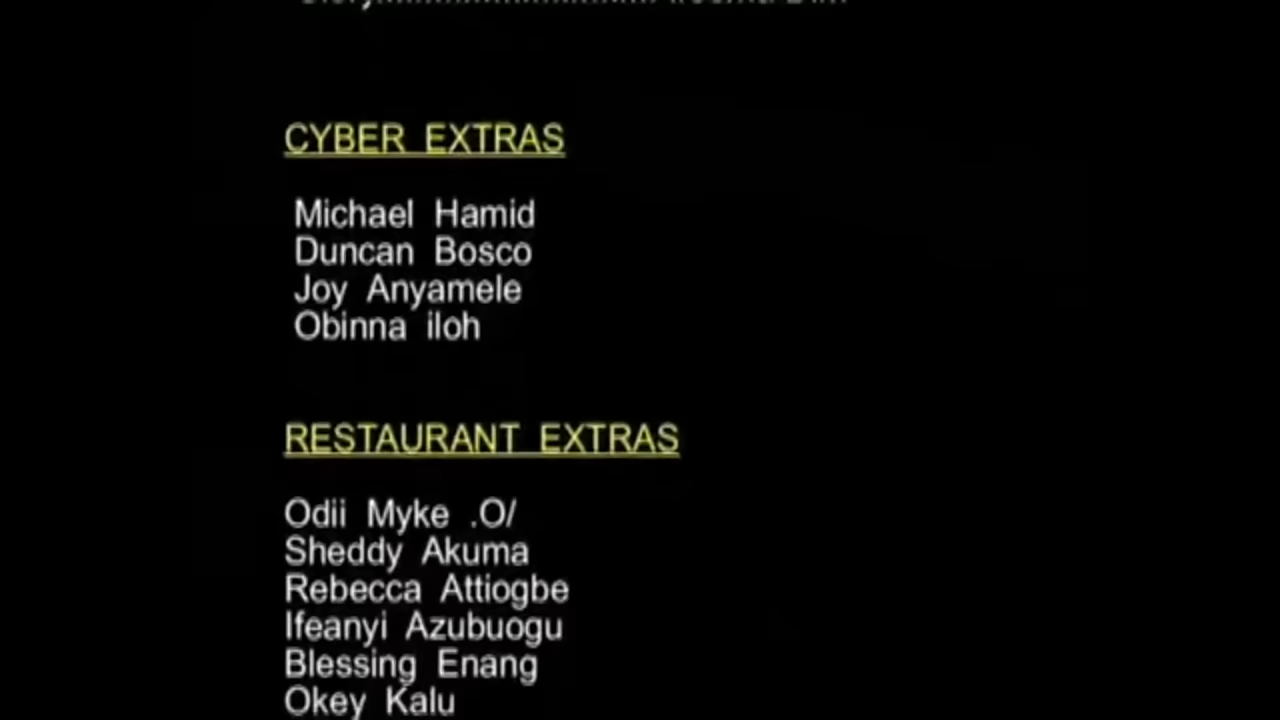 CYBER EXTRAS
Michael Hamid
Duncan Bosco
Joy Anyamele
Obinna iloh
RESTAURANT EXTRAS
Odii Myke .O/
Sheddy Akuma
Rebecca Attiogbe
Ifeanyi Azubuogu
Blessing Enang
Okey Kalu